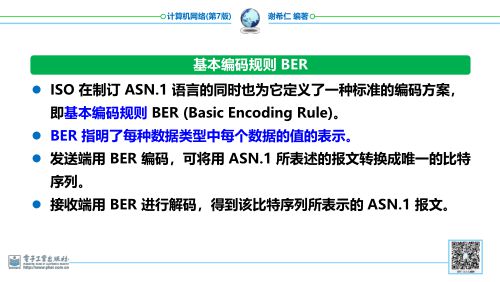 计算机网络(第7版) 谢希仁 编著
基本编码规则 BER
ISO 在制订 ASN.1 语言的同时也为它定义了一种标准的编码方案，
即基本编码规则 BER (Basic Encoding Rule)。
BER 指明了每种数据类型中每个数据的值的表示。
发送端用 BER 编码，可将用 ASN.1 所表述的报文转换成唯一的比特
序列。
接收端用 BER 进行解码，得到该比特序列所表示的 ASN.1 报文。
电子工业出版社
http://www.phei.com.cn